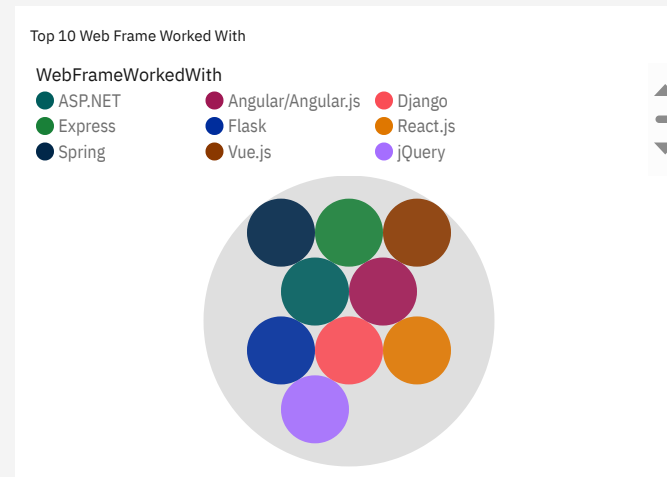 Top 10 Web Frame Worked With
WebFrameWorkedWith
ASP.NET Angular/Angular.js Django
Express Flask React.js
Spring Vue.js jQuery